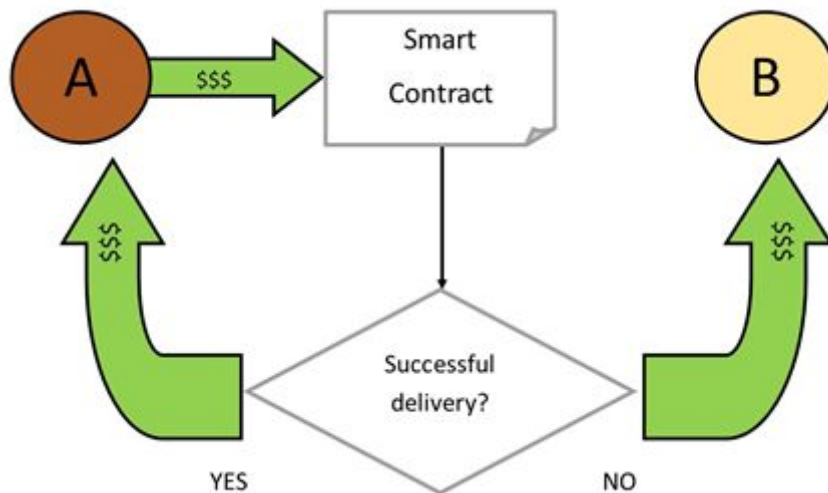 A
$$$
Smart
Contract
B
$$$
$$$
Successful
delivery?
YES
NO